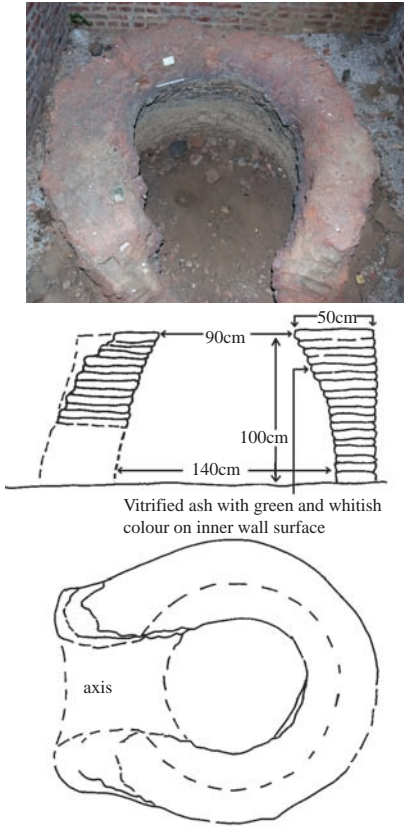 50cm
90cm
100cm
140cm
Vitrified ash with green and whitish
colour on inner wall surface
axis